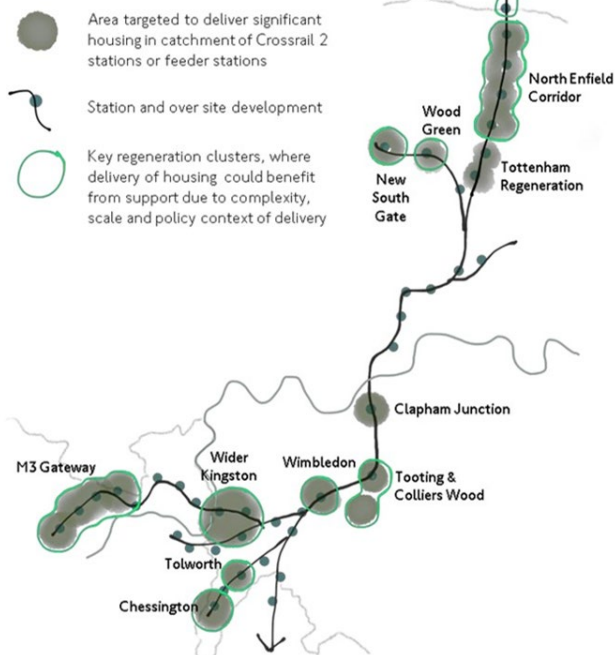 Area targeted to deliver significant
housing in catchment of Crossrail 2
stations or feeder stations
Station and over site development
Key regeneration clusters, where
delivery of housing could benefit
from support due to complexity,
scale and policy context of delivery
North Enfield
Corridor
Wood
Green
New
South
Gate
Tottenham
Regeneration
Clapham Junction
M3 Gateway
Wider
Kingston
Wimbledon
Tooting &
Colliers Wood
Tolworth
Chessington